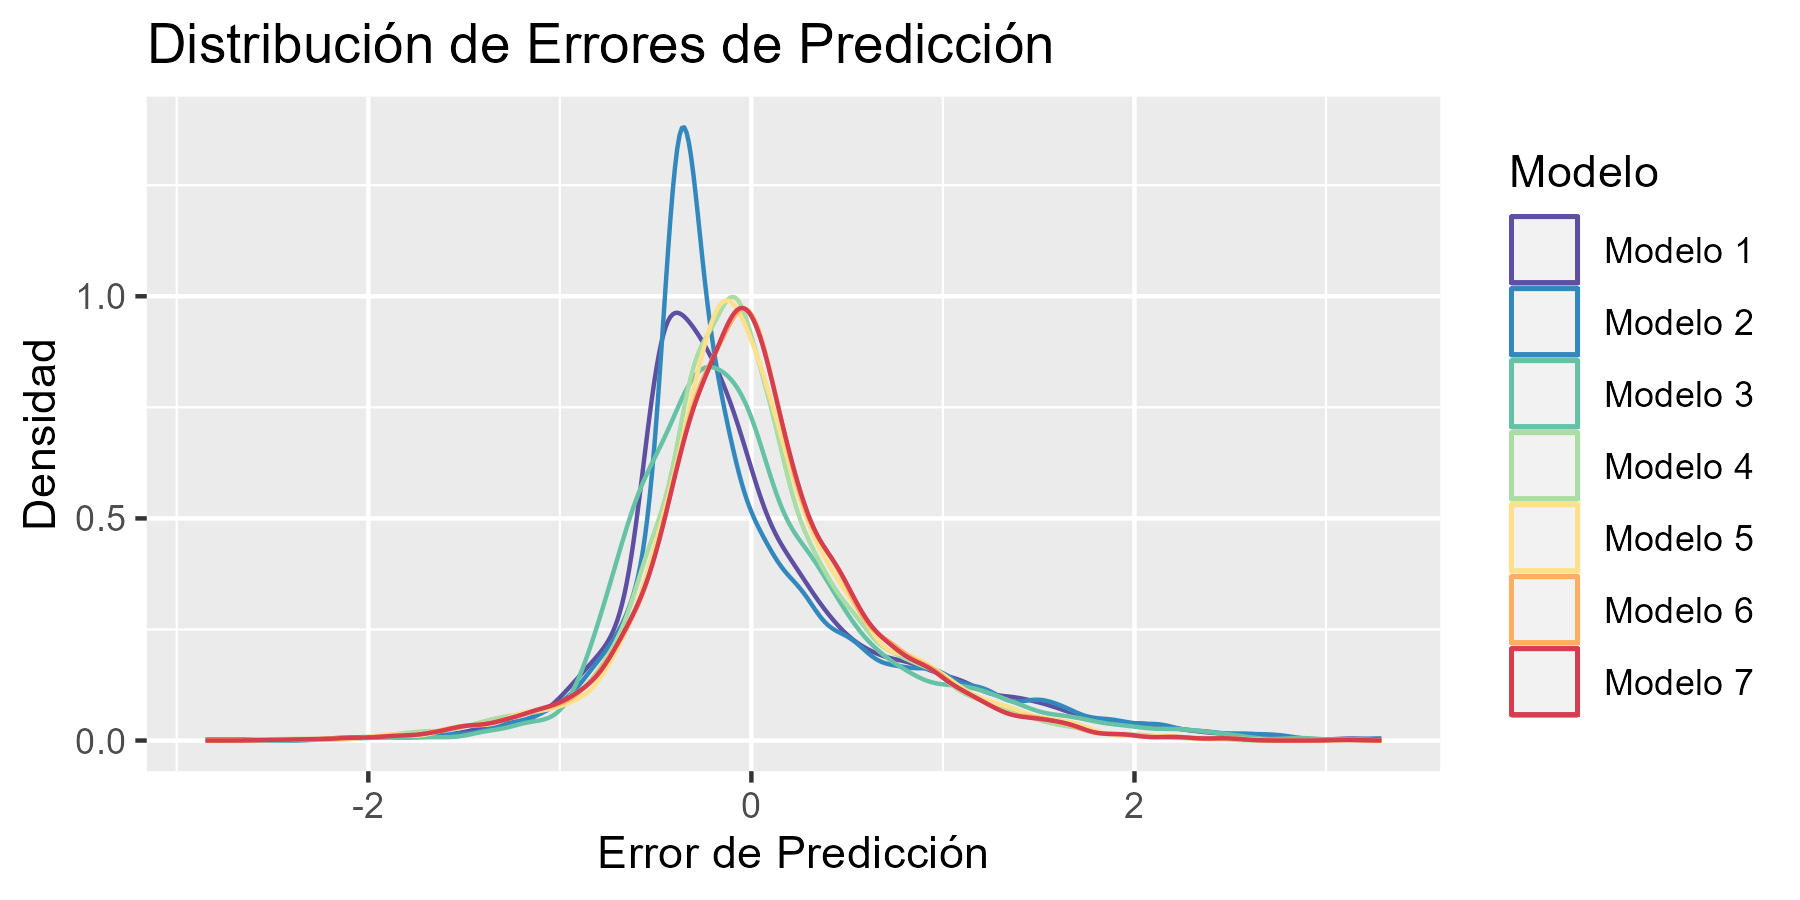 Distribución de Errores de Predicción
Densidad
1.0
0.5
0.0
-2
0
2
Error de Predicción
Modelo
Modelo 1
Modelo 2
Modelo 3
Modelo 4
Modelo 5
Modelo 6
Modelo 7